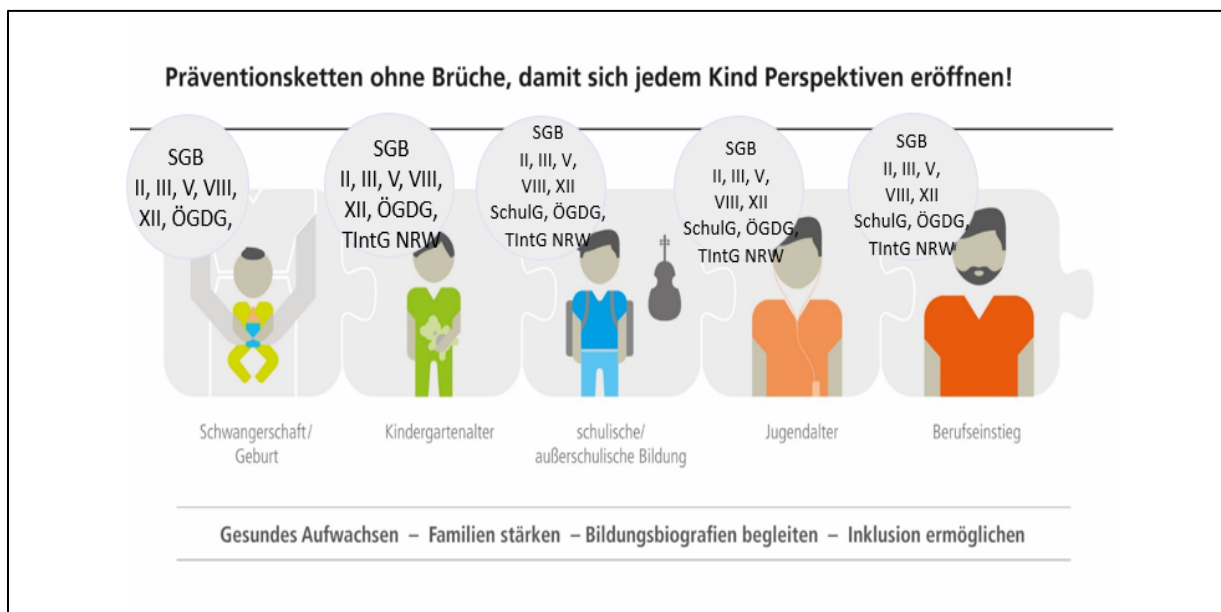 Präventionsketten ohne Brüche, damit sich jedem Kind Perspektiven eröffnen!
SGB
II, III, V, VIII,
XII, ÖGDG,
SGB
II, III, V, VIII,
XII, ÖGDG,
TIntG NRW
SGB
II, III, V,
VIII, XII
SchulG, ÖGDG,
TIntG NRW
SGB
II, III, V,
VIII, XII
SchulG, ÖGDG,
TIntG NRW
SGB
II, III, V,
VIII, XII
SchulG, ÖGDG,
TIntG NRW
Schwangerschaft/
Geburt
Kindergartenalter
schulische/
außerschulische Bildung
Jugendalter
Berufseinstieg
Gesundes Aufwachsen – Familien stärken – Bildungsbiografien begleiten – Inklusion ermöglichen